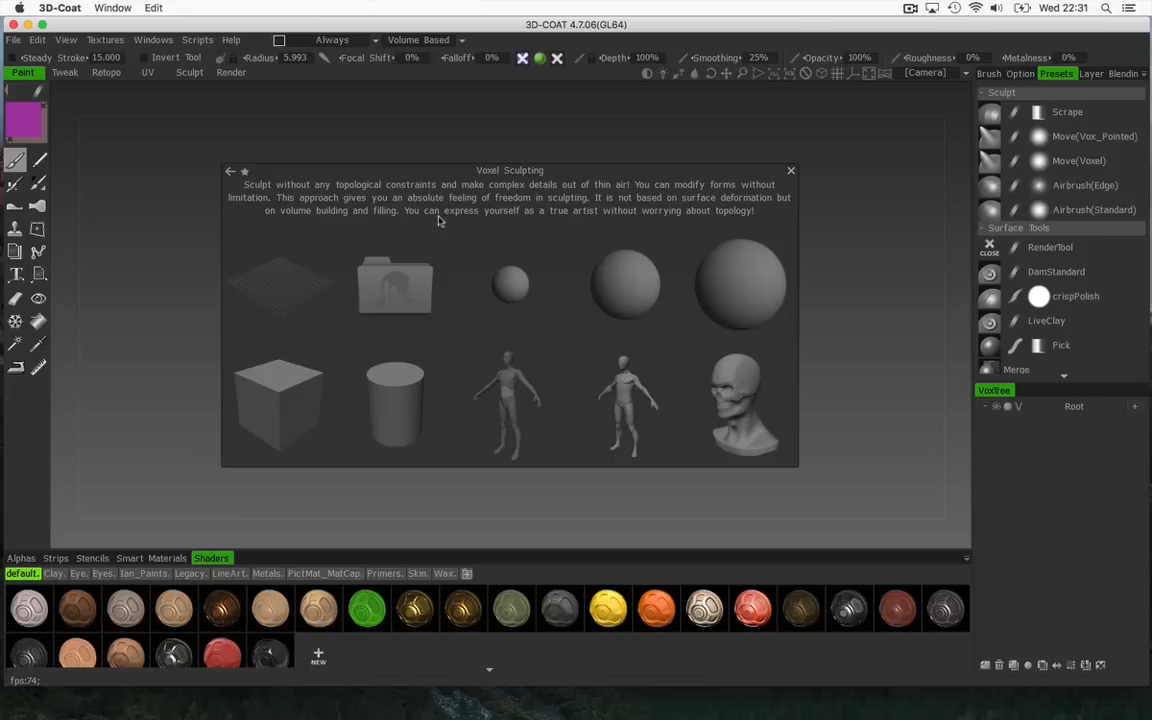 3D-Coat Window Edit Wed 22:31
3D-COAT 4.7.06(GL64)
File Edit View Textures Windows Scripts Help Always Volume Based
Steady Stroke 15.000 Invert Tool Radius 5.993 Focal Shift 0% Falloff 0% Depth 100% Smoothing 25% Opacity 100% Roughness 0% Metalness 0%
Paint Tweak Retopo UV Sculpt Render [Camera] Brush Option Presets Layer Blendin
- Sculpt
Scrape
Move(Vox_Pointed)
Move(Voxel)
Airbrush(Edge)
Airbrush(Standard)
- Surface Tools
CLOSE RenderTool
DamStandard
crispPolish
LiveClay
Pick
Merge
VoxTree
V Root +
Voxel Sculpting
Sculpt without any topological constraints and make complex details out of thin air! You can modify forms without
limitation. This approach gives you an absolute feeling of freedom in sculpting. It is not based on surface deformation but
on volume building and filling. You can express yourself as a true artist without worrying about topology!
Alphas Strips Stencils Smart Materials Shaders
default. Clay. Eye. Eyes. Ian_Paints. Legacy. LineArt. Metals. PictMat_MatCap. Primers. Skin. Wax.
NEW
fps:74;